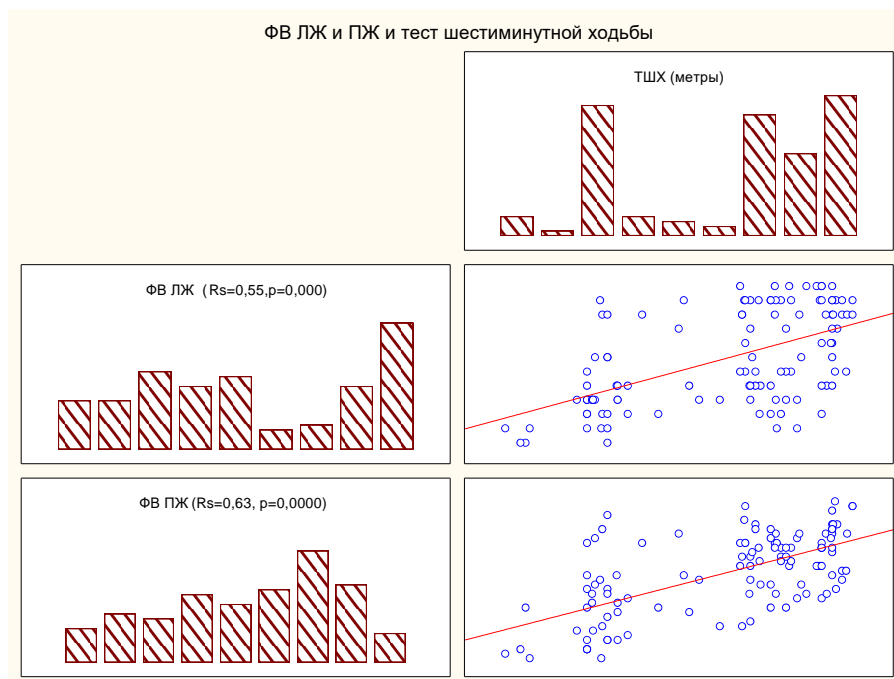 ФВ ЛЖ и ПЖ и тест шестиминутной ходьбы
ТШХ (метры)
ФВ ЛЖ (Rs=0,55,p=0,000)
ФВ ПЖ (Rs=0,63, p=0,0000)